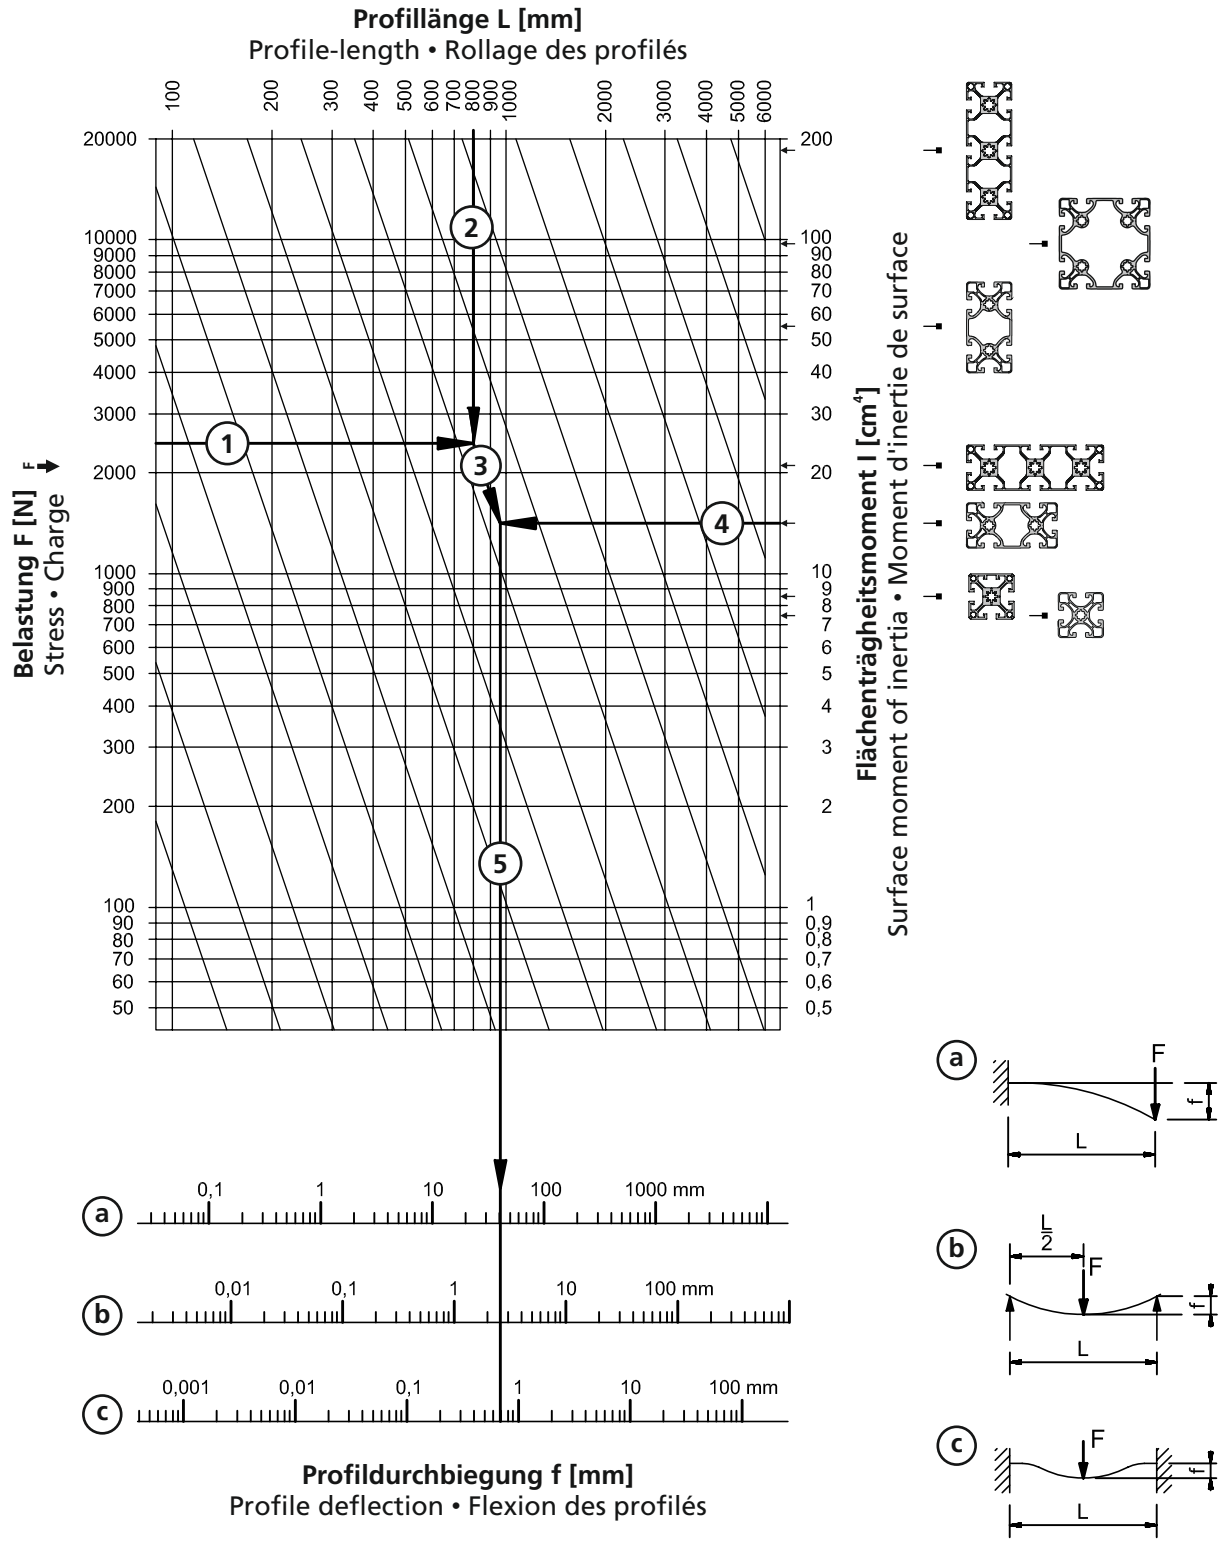 Profillänge L [mm]
Profile-length • Rollage des profilés
100 200 300 400 500 600 700 800 900 1000 2000 3000 4000 5000 6000
20000
10000
9000
8000
7000
6000
5000
4000
3000
2000
1000
900
800
700
600
500
400
300
200
100
90
80
70
60
50
200
100
90
80
70
60
50
40
30
20
10
9
8
7
6
5
4
3
2
1
0,9
0,8
0,7
0,6
0,5
Belastung F [N]
Stress • Charge
F
Flächenträgheitsmoment I [cm⁴]
Surface moment of inertia • Moment d'inertie de surface
1
2
3
4
5
a
0,1 1 10 100 1000 mm
b
0,01 0,1 1 10 100 mm
c
0,001 0,01 0,1 1 10 100 mm
Profildurchbiegung f [mm]
Profile deflection • Flexion des profilés
a
F
f
L
b
L
2
F
f
L
c
F
f
L